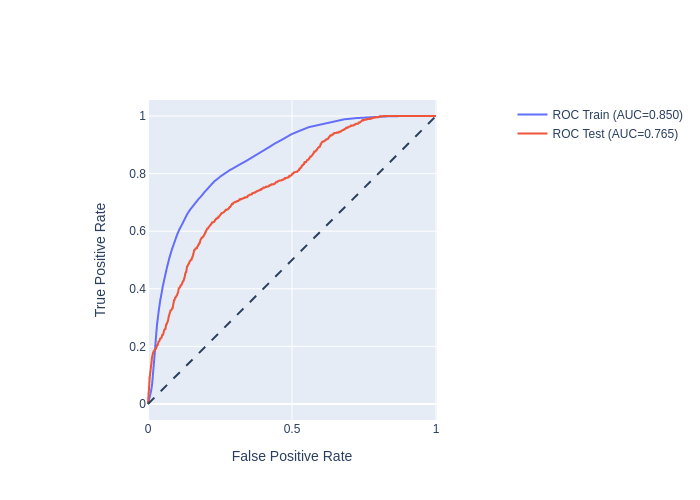 ROC Train (AUC=0.850)
ROC Test (AUC=0.765)
1
0.8
0.6
0.4
0.2
0
True Positive Rate
0
0.5
1
False Positive Rate